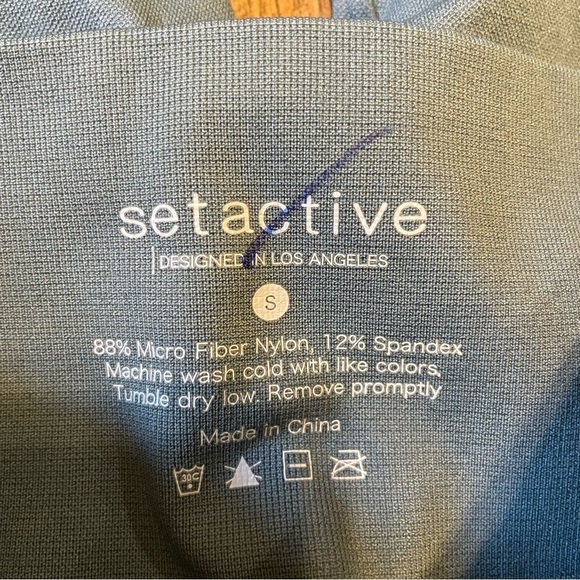 setactive
DESIGNED IN LOS ANGELES
S
88% Micro Fiber Nylon, 12% Spandex
Machine wash cold with like colors.
Tumble dry low. Remove promptly
Made in China
30C